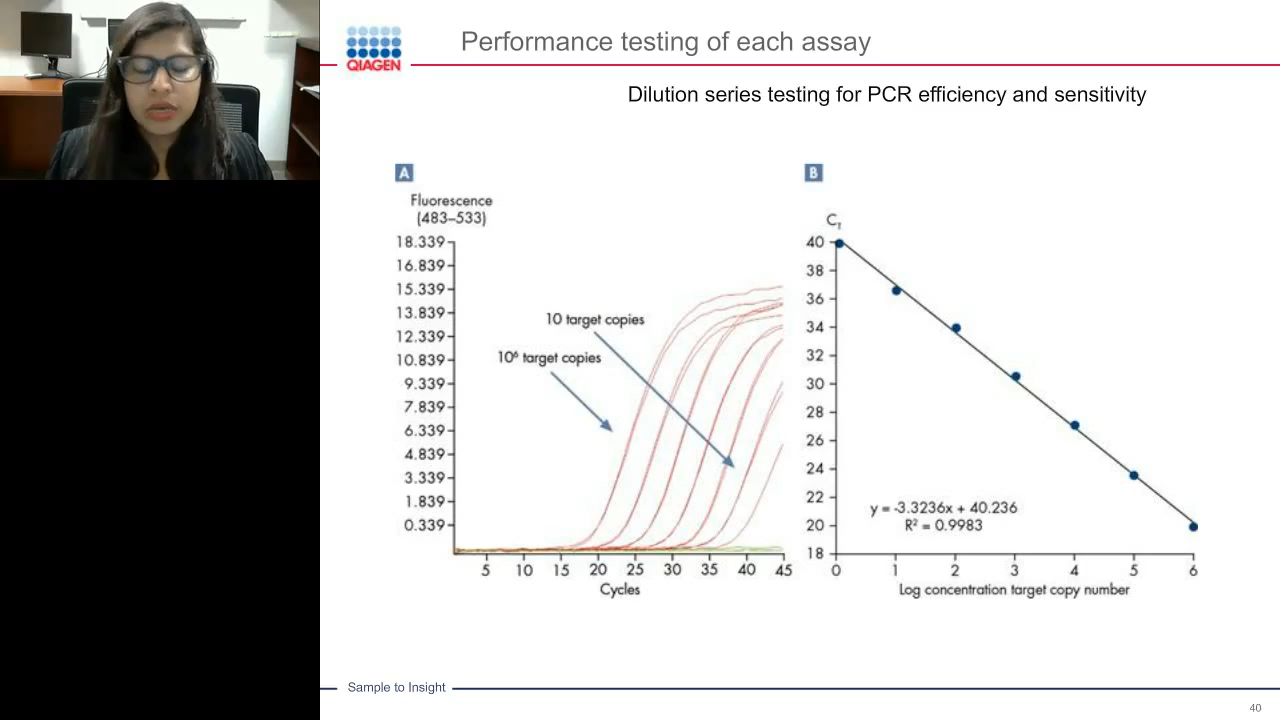 QIAGEN
Performance testing of each assay
Dilution series testing for PCR efficiency and sensitivity
A
Fluorescence
(483–533)
18.339
16.839
15.339
13.839
12.339
10.839
9.339
7.839
6.339
4.839
3.339
1.839
0.339
10 target copies
10⁶ target copies
5 10 15 20 25 30 35 40 45
Cycles
B
C_T
40
38
36
34
32
30
28
26
24
22
20
18
y = -3.3236x + 40.236
R² = 0.9983
0 1 2 3 4 5 6
Log concentration target copy number
Sample to Insight
40